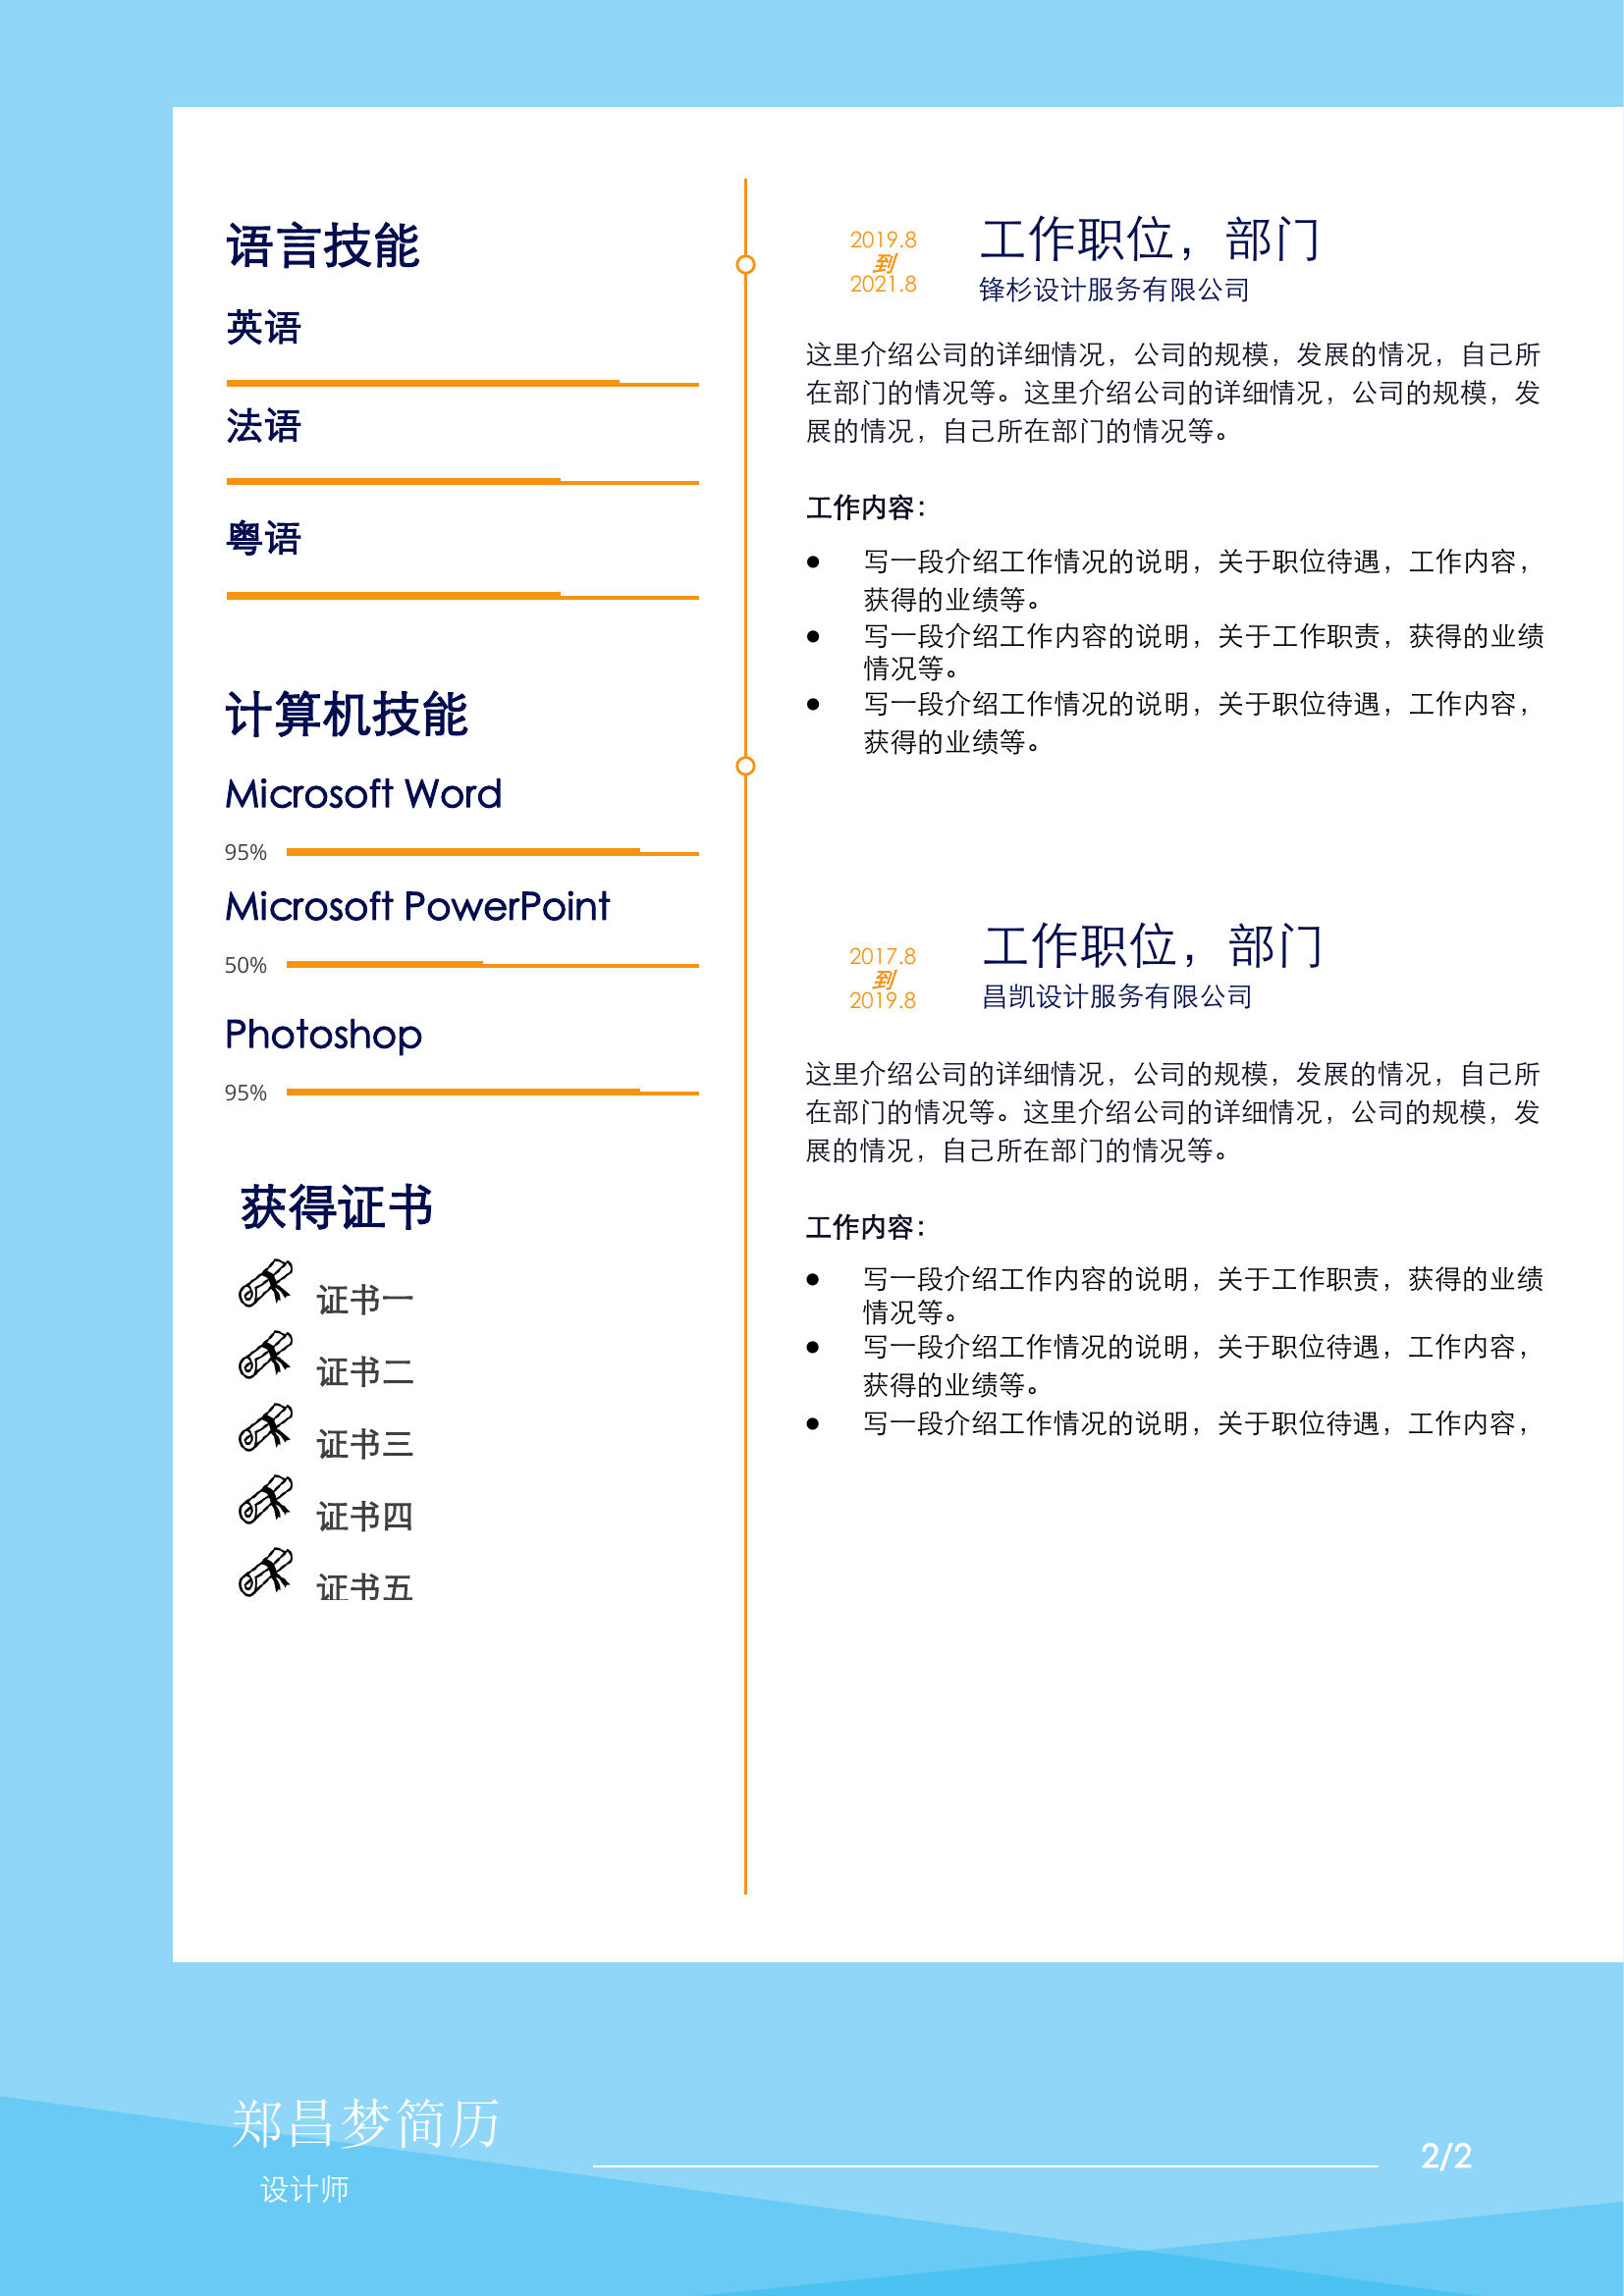 语言技能
英语
法语
粤语
计算机技能
Microsoft Word
95%
Microsoft PowerPoint
50%
Photoshop
95%
获得证书
证书一
证书二
证书三
证书四
证书五
2019.8
到
2021.8
工作职位，部门
锋杉设计服务有限公司
这里介绍公司的详细情况，公司的规模，发展的情况，自己所
在部门的情况等。这里介绍公司的详细情况，公司的规模，发
展的情况，自己所在部门的情况等。
工作内容：
● 写一段介绍工作情况的说明，关于职位待遇，工作内容，
获得的业绩等。
● 写一段介绍工作内容的说明，关于工作职责，获得的业绩
情况等。
● 写一段介绍工作情况的说明，关于职位待遇，工作内容，
获得的业绩等。
2017.8
到
2019.8
工作职位，部门
昌凯设计服务有限公司
这里介绍公司的详细情况，公司的规模，发展的情况，自己所
在部门的情况等。这里介绍公司的详细情况，公司的规模，发
展的情况，自己所在部门的情况等。
工作内容：
● 写一段介绍工作内容的说明，关于工作职责，获得的业绩
情况等。
● 写一段介绍工作情况的说明，关于职位待遇，工作内容，
获得的业绩等。
● 写一段介绍工作情况的说明，关于职位待遇，工作内容，
郑昌梦简历
设计师
2/2